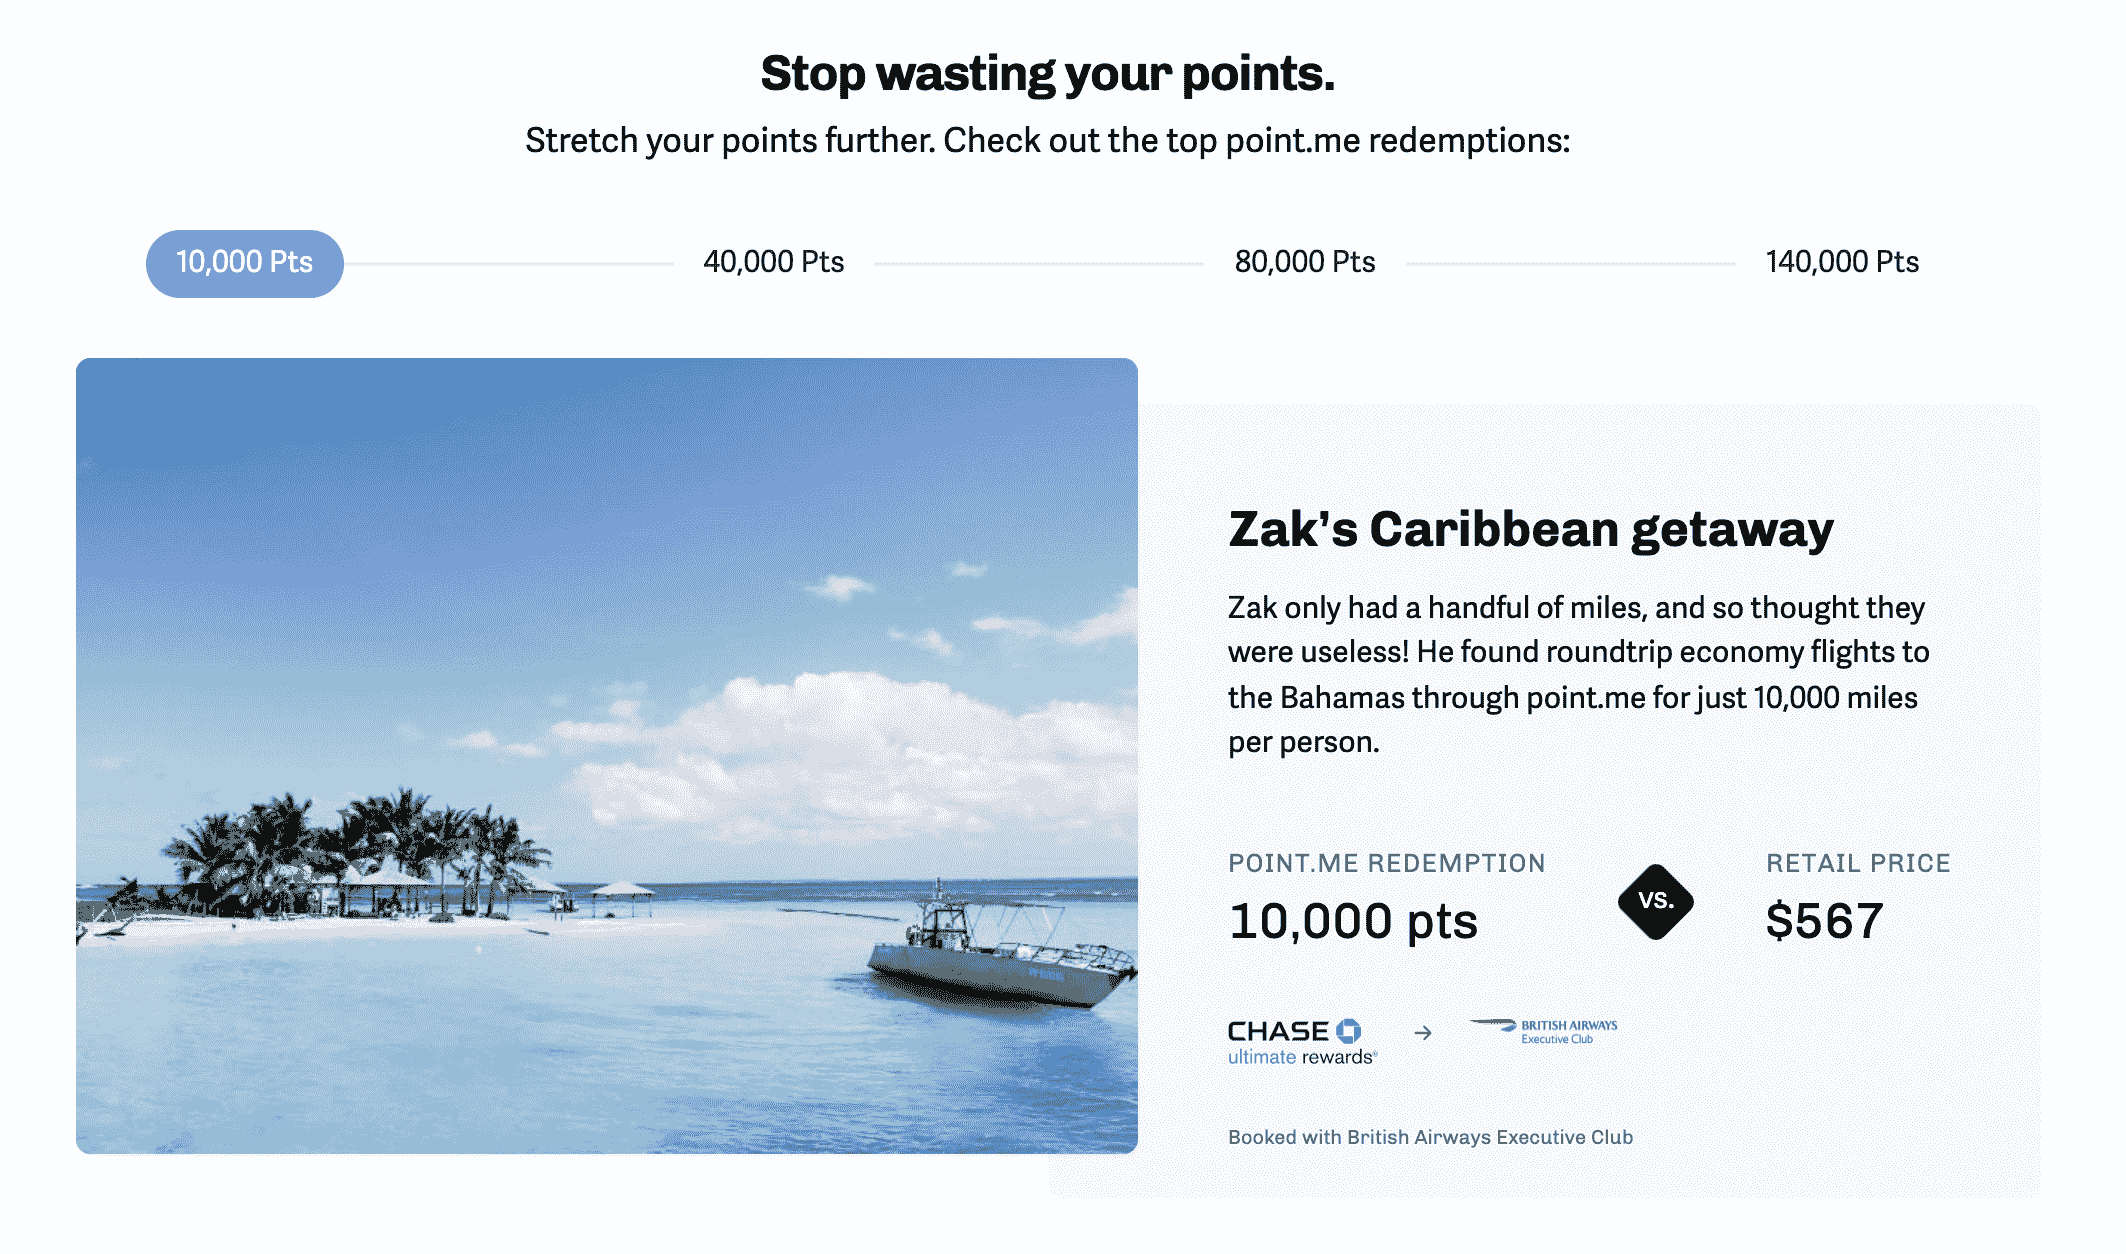 Stop wasting your points.
Stretch your points further. Check out the top point.me redemptions:
10,000 Pts
40,000 Pts
80,000 Pts
140,000 Pts
Zak's Caribbean getaway
Zak only had a handful of miles, and so thought they
were useless! He found roundtrip economy flights to
the Bahamas through point.me for just 10,000 miles
per person.
POINT.ME REDEMPTION
10,000 pts
VS.
RETAIL PRICE
$567
CHASE
ultimate rewards®
→
BRITISH AIRWAYS
Executive Club
Booked with British Airways Executive Club